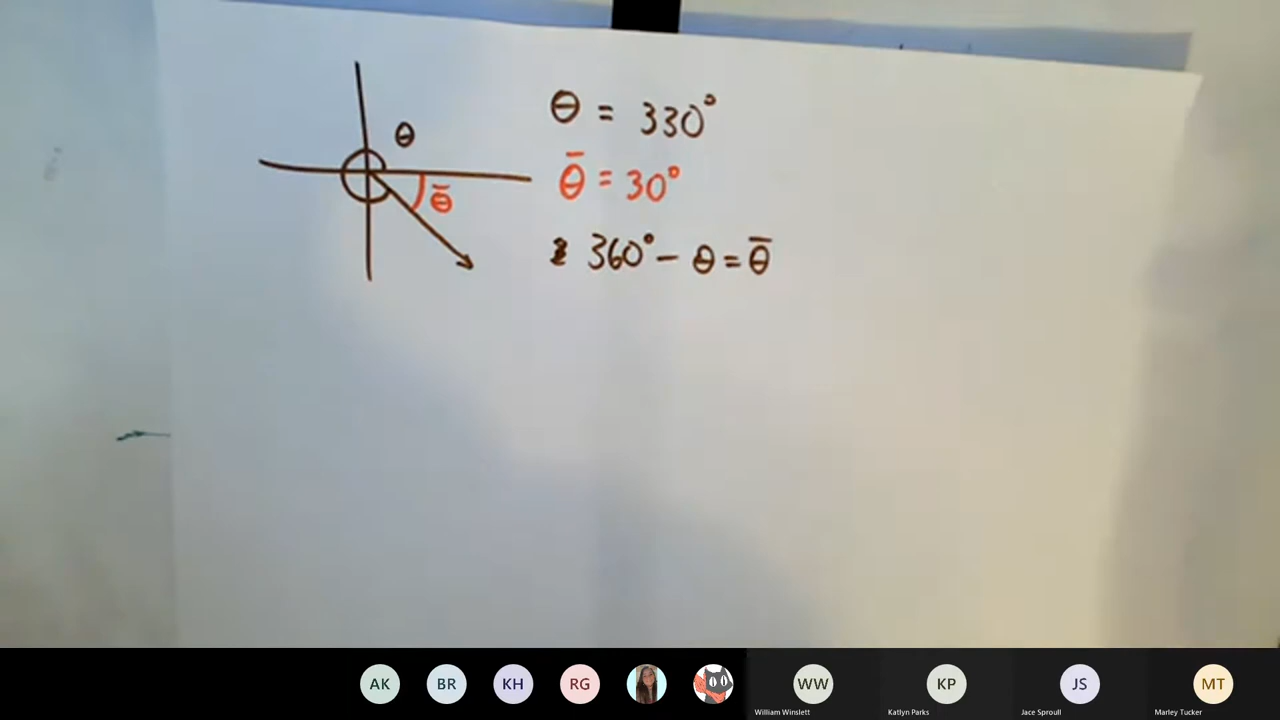 θ
θ = 330°
θ̅
θ̅ = 30°
360° − θ = θ̅
AK
BR
KH
RG
WW
KP
JS
MT
William Winslett
Katlyn Parks
Jace Sproull
Marley Tucker